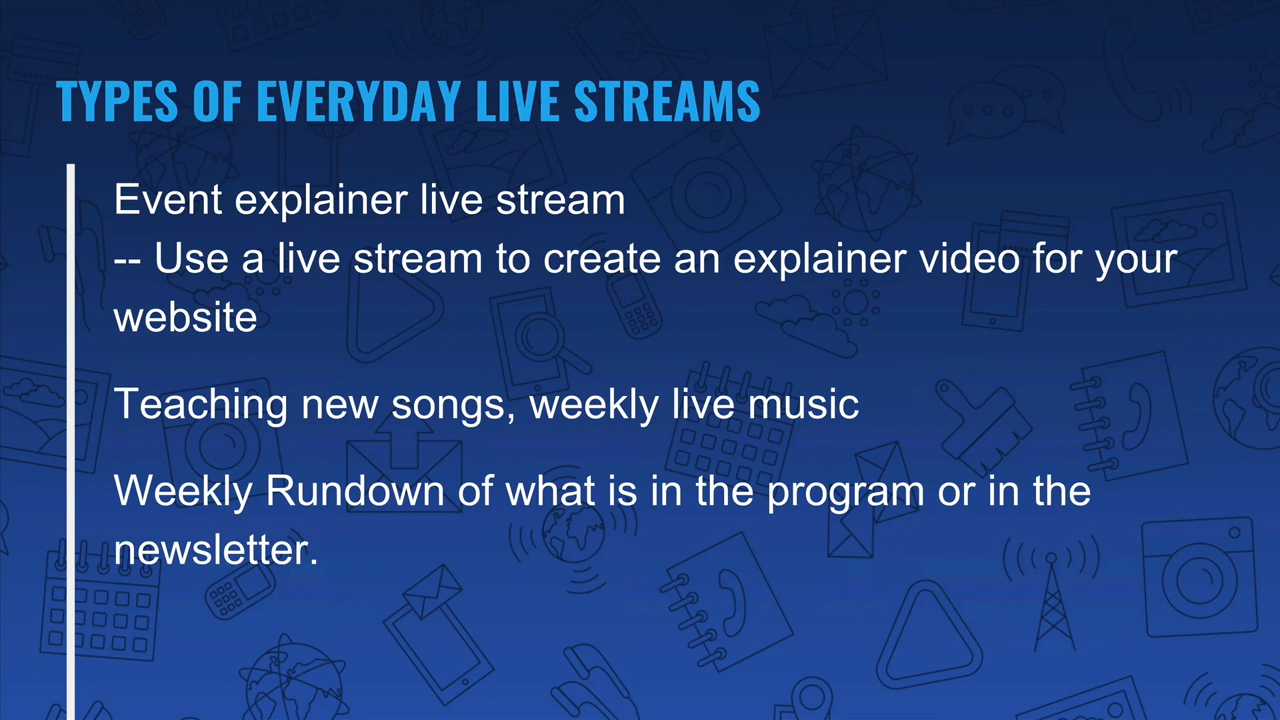 TYPES OF EVERYDAY LIVE STREAMS
Event explainer live stream
-- Use a live stream to create an explainer video for your
website
Teaching new songs, weekly live music
Weekly Rundown of what is in the program or in the
newsletter.